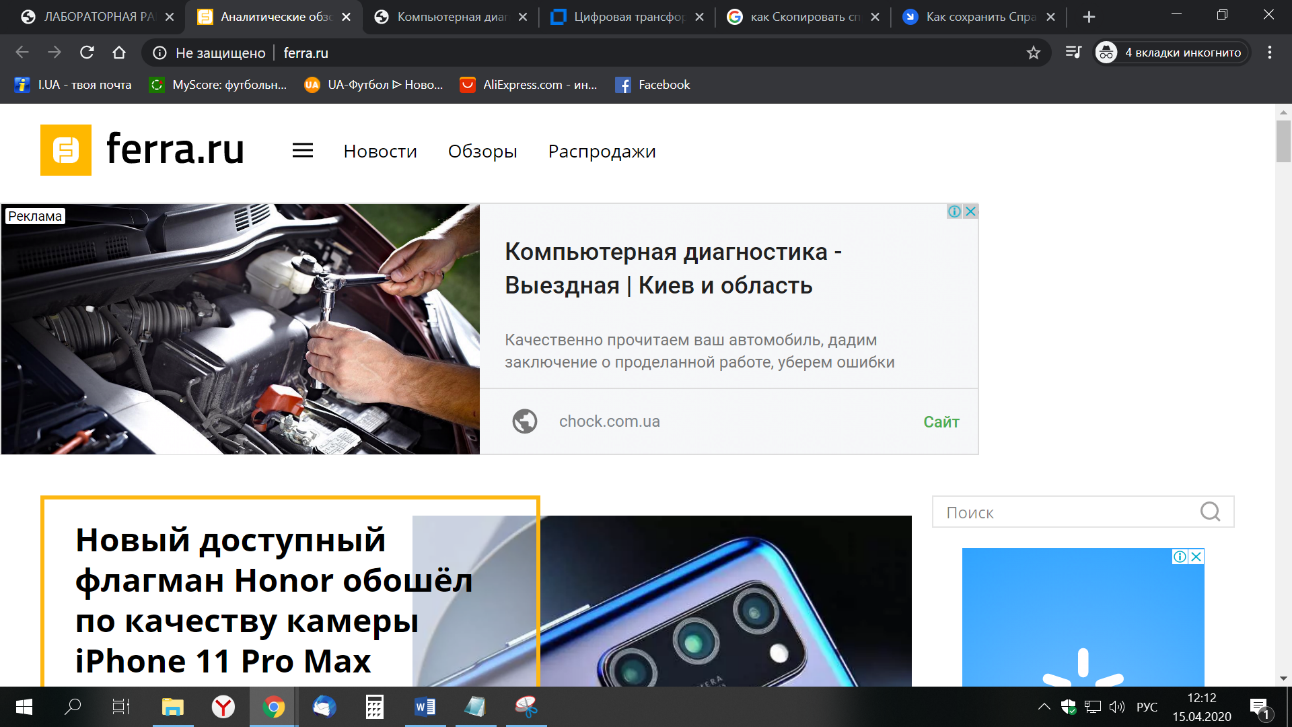 ЛАБОРАТОРНАЯ РА
Аналитические обз
Компьютерная диаг
Цифровая трансфор
как Скопировать сп
Как сохранить Спра
Не защищено
ferra.ru
4 вкладки инкогнито
I.UA - твоя почта
MyScore: футбольн...
UA-Футбол ᐉ Ново...
AliExpress.com - ин...
Facebook
ferra.ru
Новости
Обзоры
Распродажи
Реклама
Компьютерная диагностика -
Выездная | Киев и область
Качественно прочитаем ваш автомобиль, дадим
заключение о проделанной работе, уберем ошибки
chock.com.ua
Сайт
Новый доступный
флагман Honor обошёл
по качеству камеры
iPhone 11 Pro Max
Поиск
РУС
12:12
15.04.2020
1